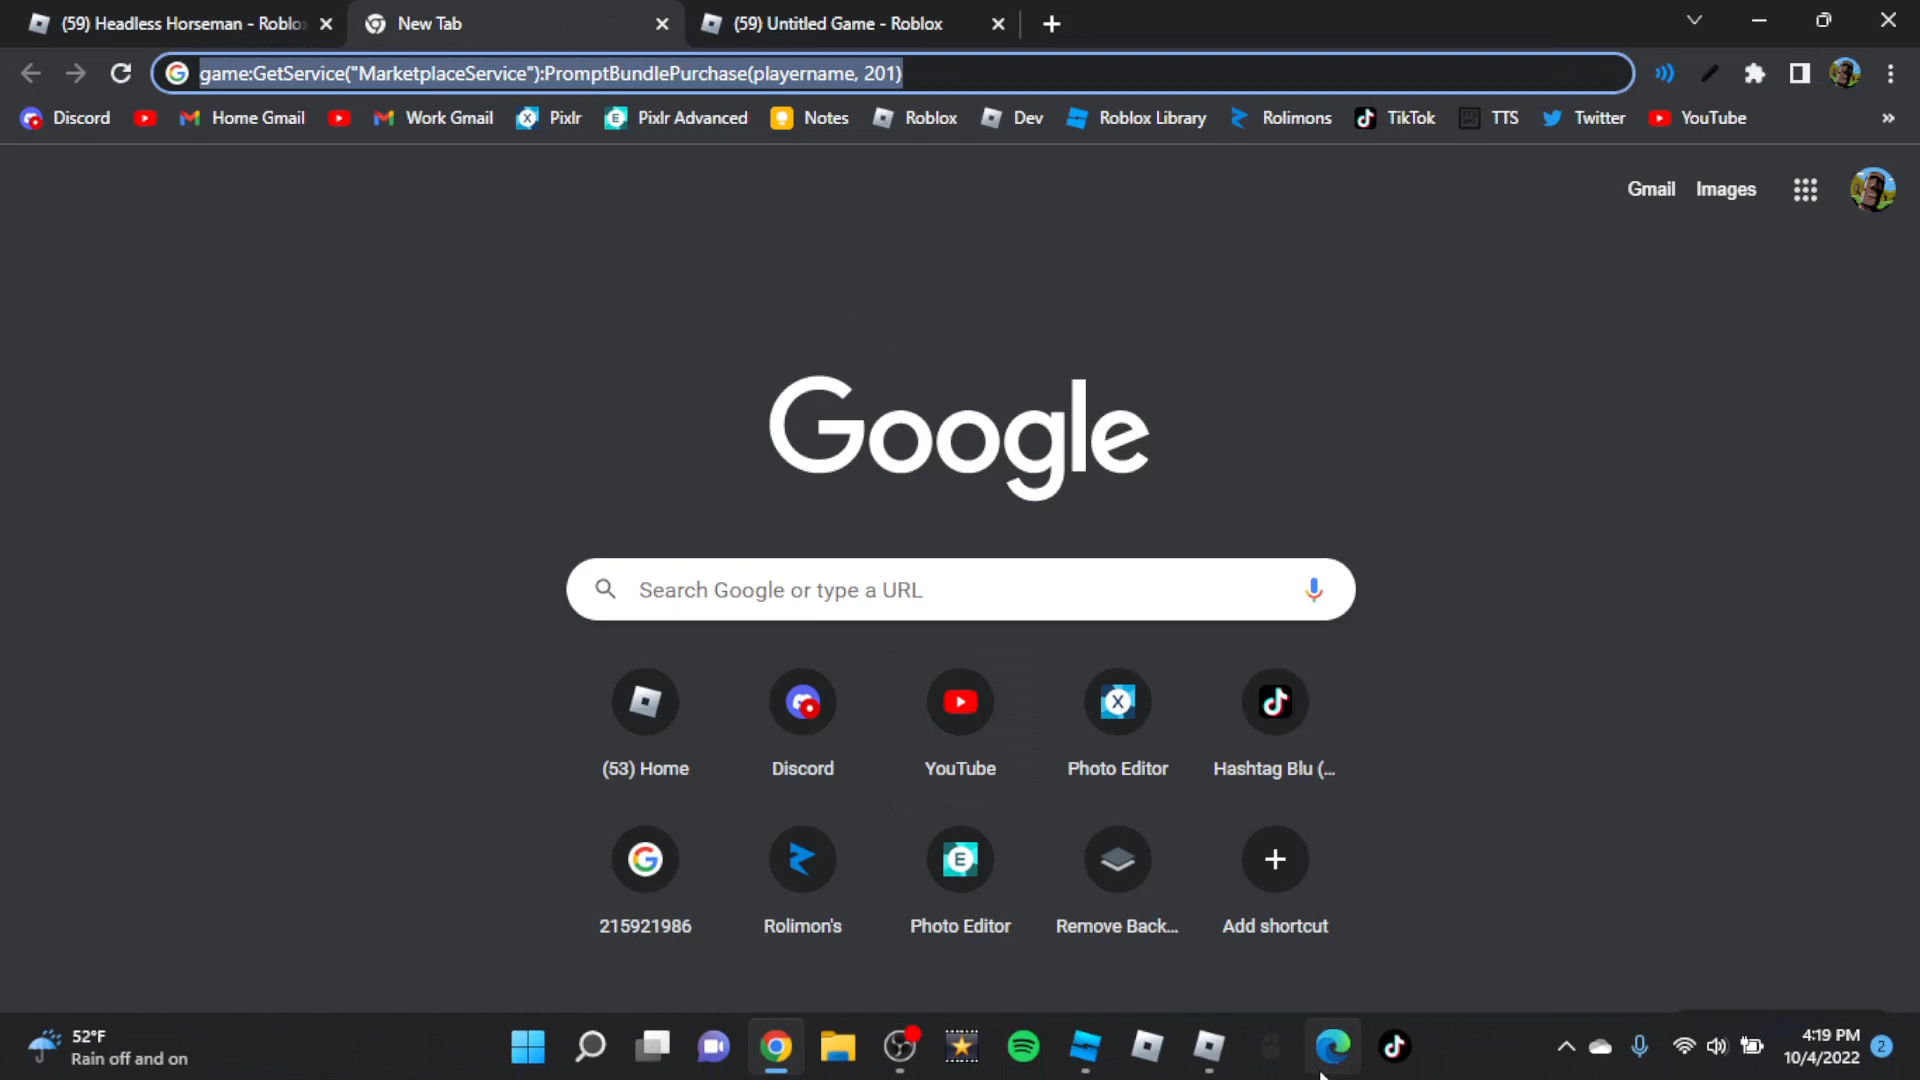 (59) Headless Horseman - Roblo
New Tab
(59) Untitled Game - Roblox
game:GetService("MarketplaceService"):PromptBundlePurchase(playername, 201)
Discord
Home Gmail
Work Gmail
Pixlr
Pixlr Advanced
Notes
Roblox
Dev
Roblox Library
Rolimons
TikTok
TTS
Twitter
YouTube
»
Gmail
Images
Google
Search Google or type a URL
(53) Home
Discord
YouTube
Photo Editor
Hashtag Blu (...
215921986
Rolimon's
Photo Editor
Remove Back...
Add shortcut
52°F
Rain off and on
4:19 PM
10/4/2022
2